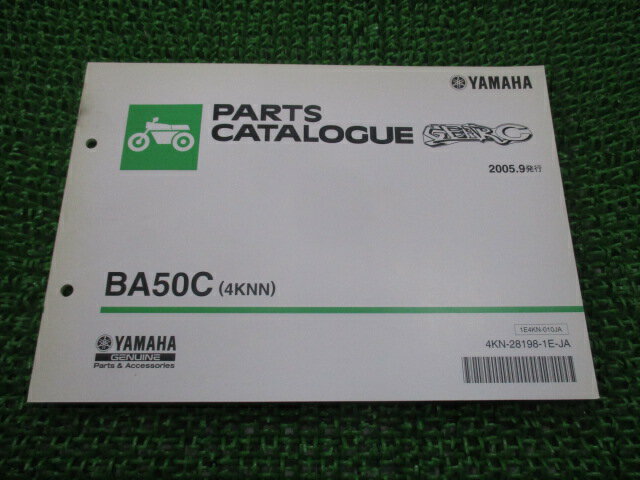 YAMAHA
PARTS
CATALOGUE
GEAR C
2005.9発行
BA50C (4KNN)
1E4KN-010JA
4KN-28198-1E-JA
YAMAHA
GENUINE
Parts & Accessories